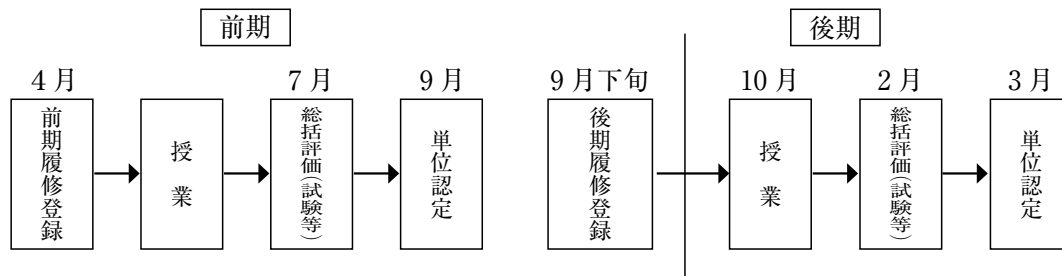 前期
後期
4月
7月
9月
9月下旬
10月
2月
3月
前期履修登録
授業
総括評価(試験等)
単位認定
後期履修登録
授業
総括評価(試験等)
単位認定